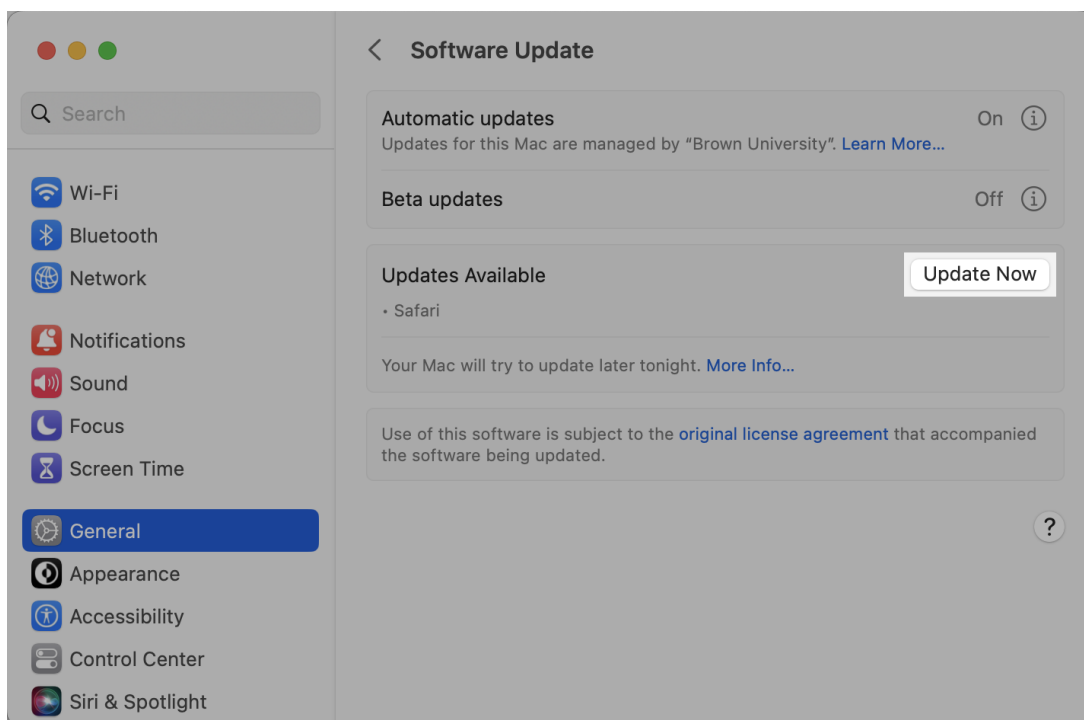 Software Update
Search
Automatic updates
On
Updates for this Mac are managed by “Brown University”. Learn More...
Beta updates
Off
Updates Available
Update Now
• Safari
Your Mac will try to update later tonight. More Info...
Use of this software is subject to the original license agreement that accompanied
the software being updated.
?
Wi-Fi
Bluetooth
Network
Notifications
Sound
Focus
Screen Time
General
Appearance
Accessibility
Control Center
Siri & Spotlight